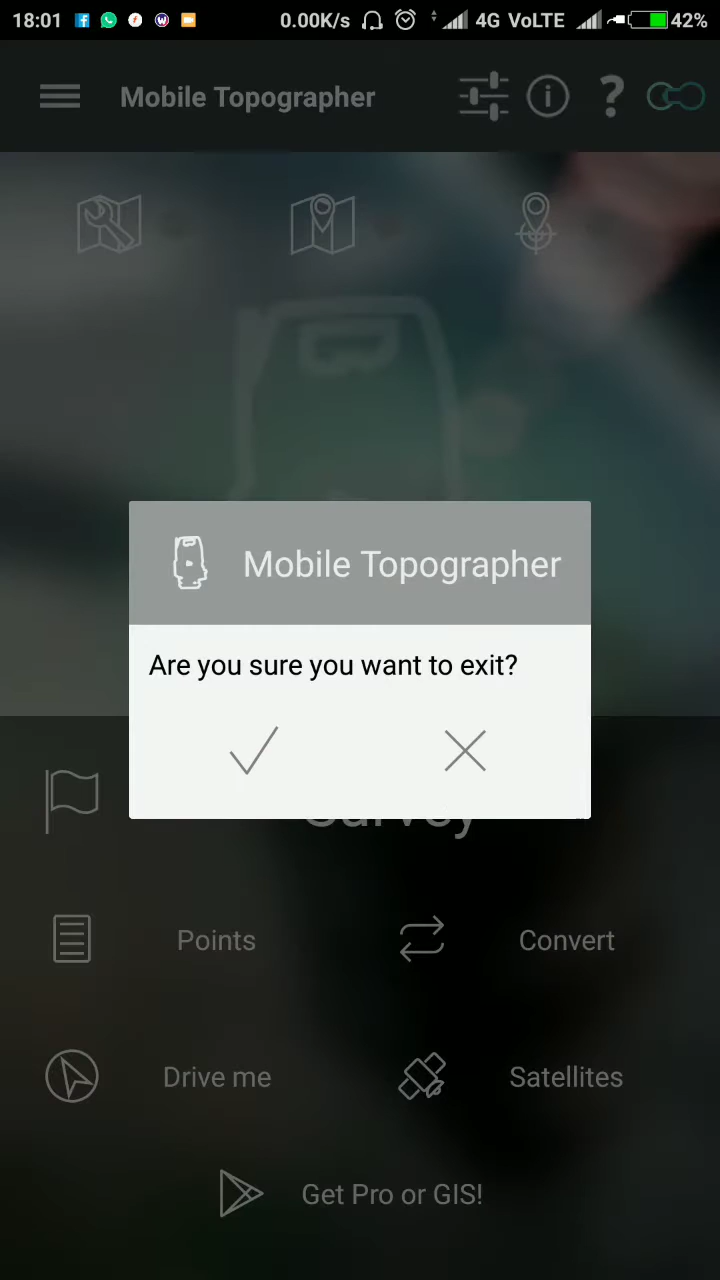 18:01 0.00K/s 4G VoLTE 42%
Mobile Topographer
Mobile Topographer
Are you sure you want to exit?
Survey
Points Convert
Drive me Satellites
Get Pro or GIS!